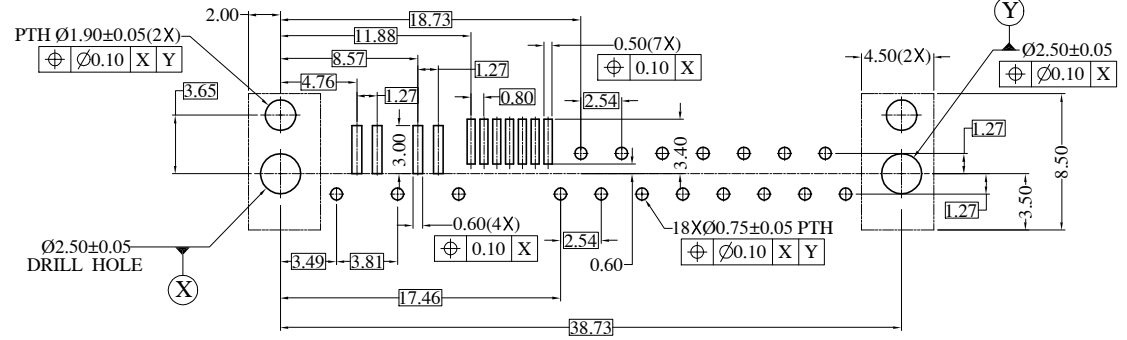 2.00
18.73
Y
PTH Ø1.90±0.05(2X)
⌖ Ø0.10 X Y
11.88
0.50(7X)
⌖ 0.10 X
4.50(2X)
Ø2.50±0.05
⌖ Ø0.10 X
8.57
1.27
4.76
3.65
1.27
0.80
2.54
1.27
3.00
3.40
8.50
3.50
1.27
0.60(4X)
⌖ 0.10 X
18XØ0.75±0.05 PTH
⌖ Ø0.10 X Y
Ø2.50±0.05
DRILL HOLE
X
3.49
3.81
2.54
0.60
17.46
38.73